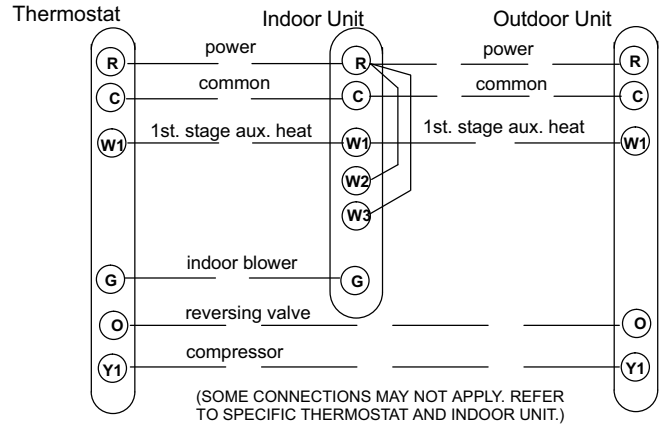 Thermostat Indoor Unit Outdoor Unit
power power
R R R
common common
C C C
1st. stage aux. heat 1st. stage aux. heat
W1 W1 W1
W2
W3
indoor blower
G G
reversing valve
O O
compressor
Y1 Y1
(SOME CONNECTIONS MAY NOT APPLY. REFER
TO SPECIFIC THERMOSTAT AND INDOOR UNIT.)